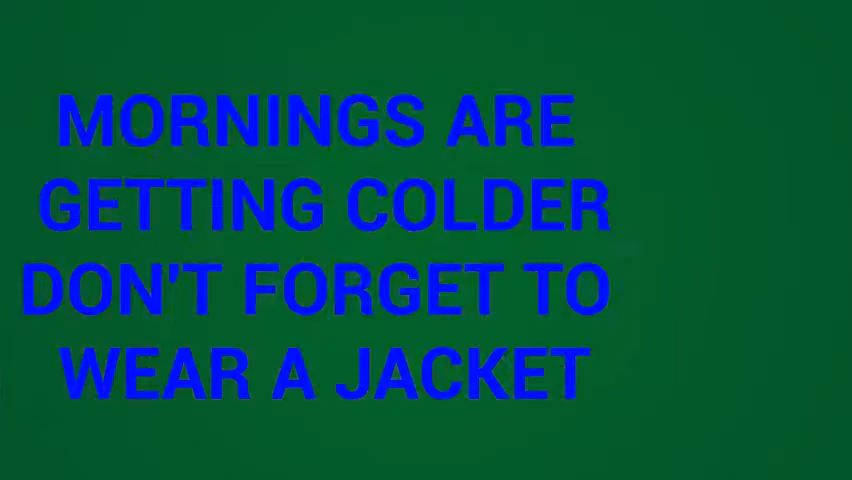 MORNINGS ARE
GETTING COLDER
DON'T FORGET TO
WEAR A JACKET